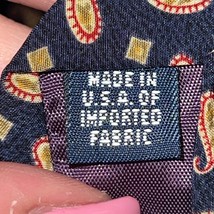 MADE IN
U.S.A. OF
IMPORTED
FABRIC